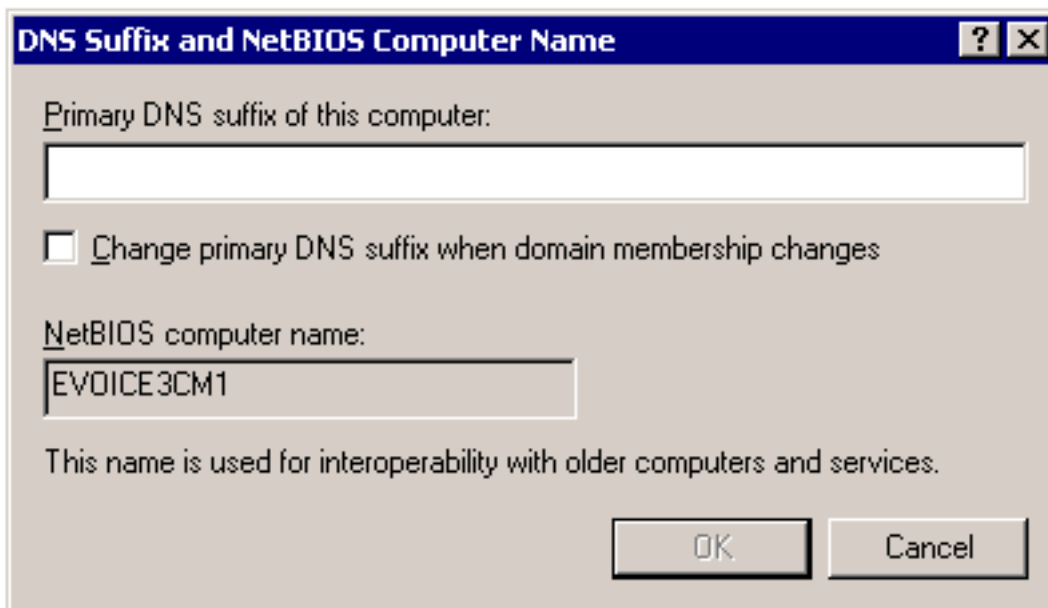 DNS Suffix and NetBIOS Computer Name
Primary DNS suffix of this computer:
Change primary DNS suffix when domain membership changes
NetBIOS computer name:
EVOICE3CM1
This name is used for interoperability with older computers and services.
OK Cancel